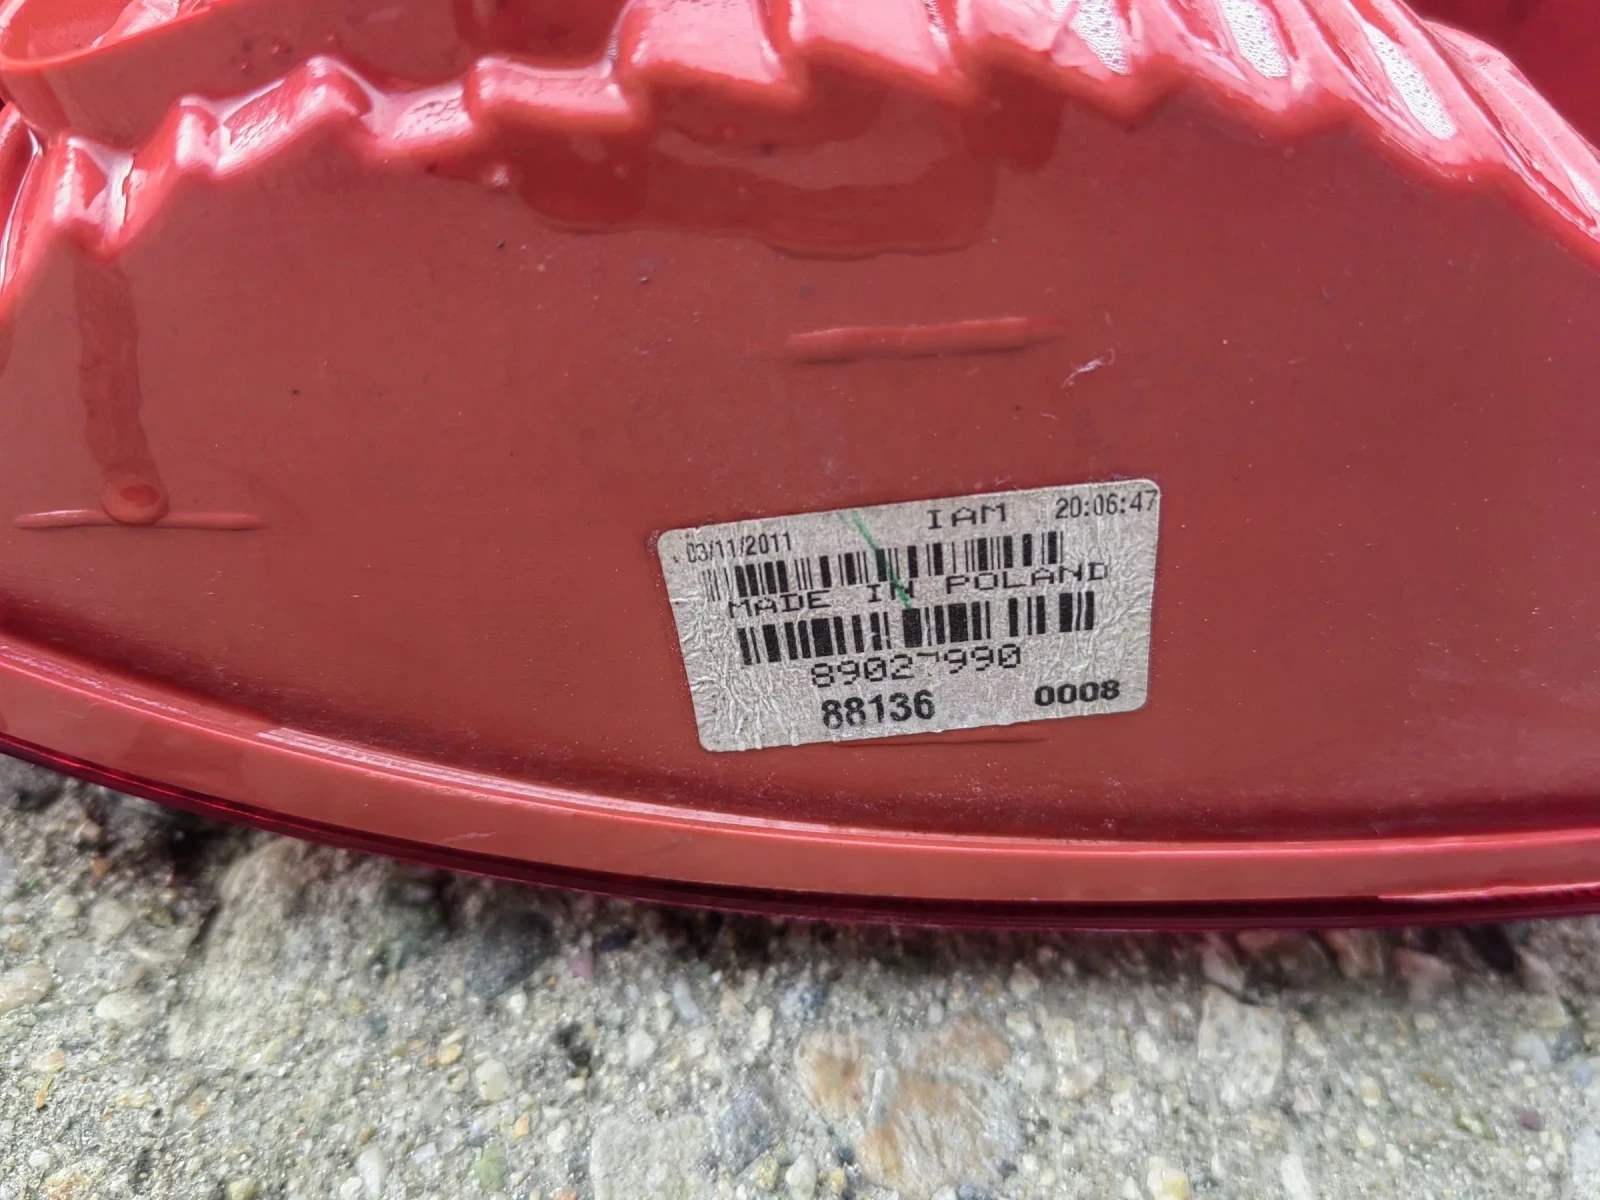 03/11/2011 IAM 20:06:47
MADE IN POLAND
89027990
88136 0008